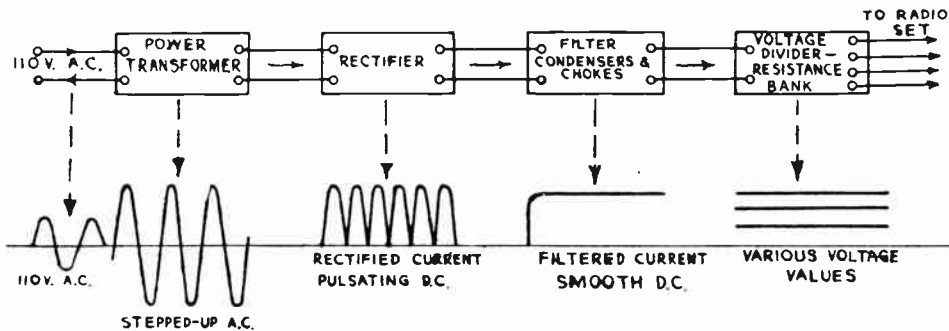 TO RADIO
SET
110 V. A.C.
POWER
TRANSFORMER
RECTIFIER
FILTER
CONDENSERS &
CHOKES
VOLTAGE
DIVIDER-
RESISTANCE
BANK
110 V. A.C.
STEPPED-UP A.C.
RECTIFIED CURRENT
PULSATING D.C.
FILTERED CURRENT
SMOOTH D.C.
VARIOUS VOLTAGE
VALUES